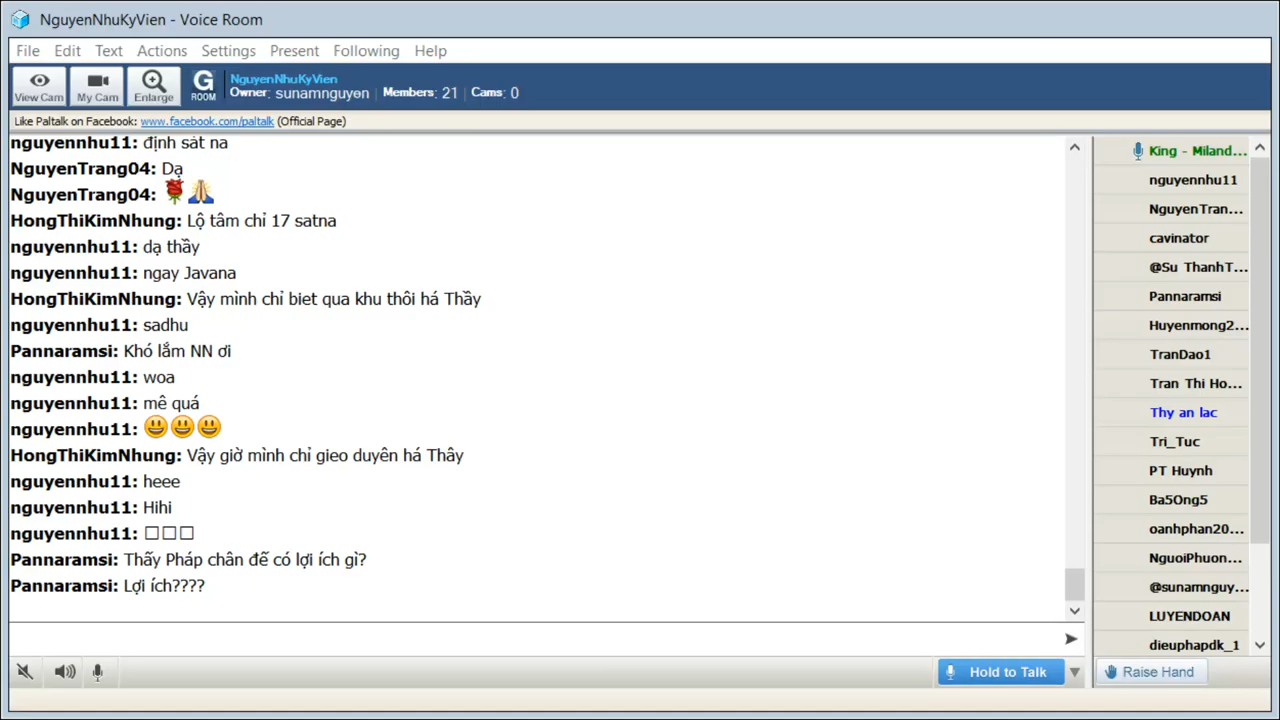 NguyenNhuKyVien - Voice Room
File Edit Text Actions Settings Present Following Help
View Cam My Cam Enlarge G ROOM
NguyenNhuKyVien
Owner: sunamnguyen Members: 21 Cams: 0
Like Paltalk on Facebook: www.facebook.com/paltalk (Official Page)
nguyennhu11: định sát na
NguyenTrang04: Dạ
NguyenTrang04:
HongThiKimNhung: Lộ tâm chỉ 17 satna
nguyennhu11: dạ thầy
nguyennhu11: ngay Javana
HongThiKimNhung: Vậy mình chỉ biet qua khu thôi há Thầy
nguyennhu11: sadhu
Pannaramsi: Khó lắm NN ơi
nguyennhu11: woa
nguyennhu11: mê quá
nguyennhu11:
HongThiKimNhung: Vậy giờ mình chỉ gieo duyên há Thây
nguyennhu11: heee
nguyennhu11: Hihi
nguyennhu11:
Pannaramsi: Thấy Pháp chân đế có lợi ích gì?
Pannaramsi: Lợi ích????
King - Miland...
nguyennhu11
NguyenTran...
cavinator
@Su ThanhT...
Pannaramsi
Huyenmong2...
TranDao1
Tran Thi Ho...
Thy an lac
Tri_Tuc
PT Huynh
Ba5Ong5
oanhphan20...
NguoiPhuon...
@sunamnguy...
LUYENDOAN
dieuphapdk_1
Hold to Talk
Raise Hand